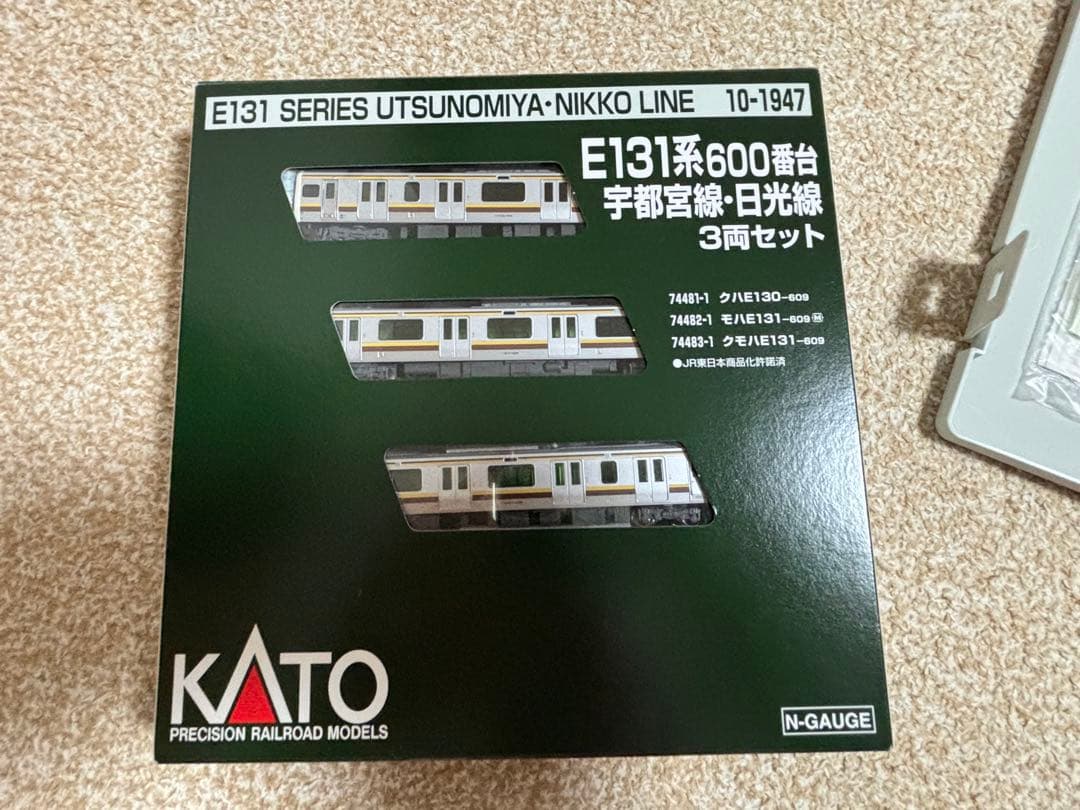 E131 SERIES UTSUNOMIYA・NIKKO LINE 10-1947
E131系600番台
宇都宮線・日光線
3両セット
74481-1 クハE130-609
74482-1 モハE131-609Ⓜ
74483-1 クモハE131-609
●JR東日本商品化許諾済
KATO
PRECISION RAILROAD MODELS
N-GAUGE